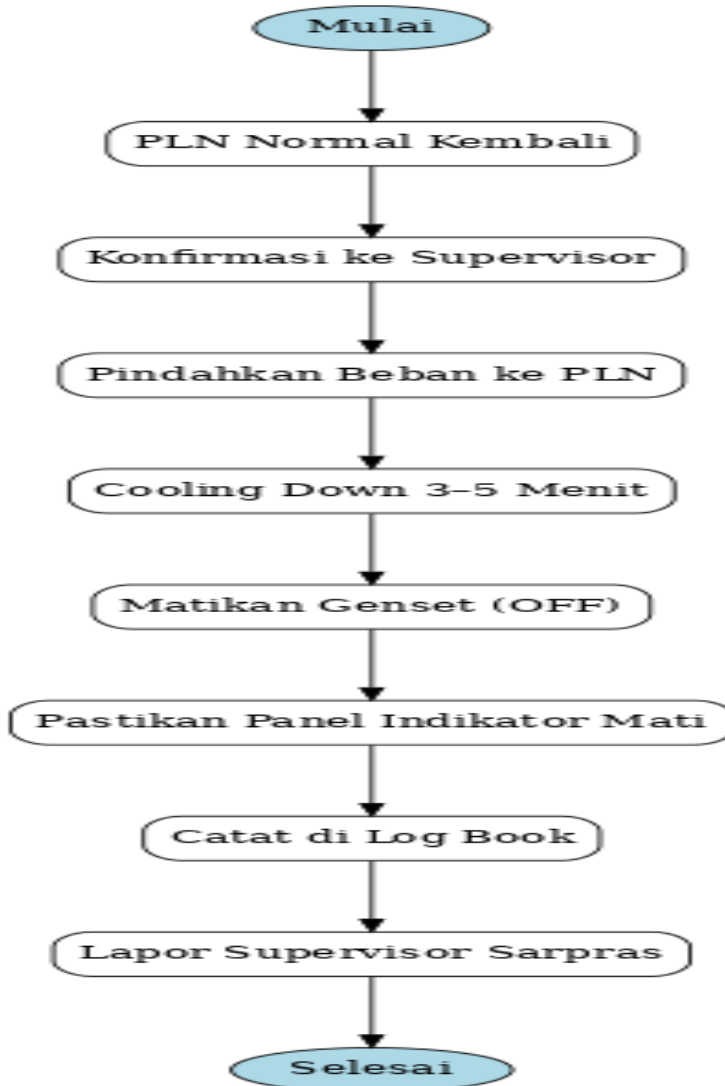 Mulai
PLN Normal Kembali
Konfirmasi ke Supervisor
Pindahkan Beban ke PLN
Cooling Down 3–5 Menit
Matikan Genset (OFF)
Pastikan Panel Indikator Mati
Catat di Log Book
Lapor Supervisor Sarpras
Selesai